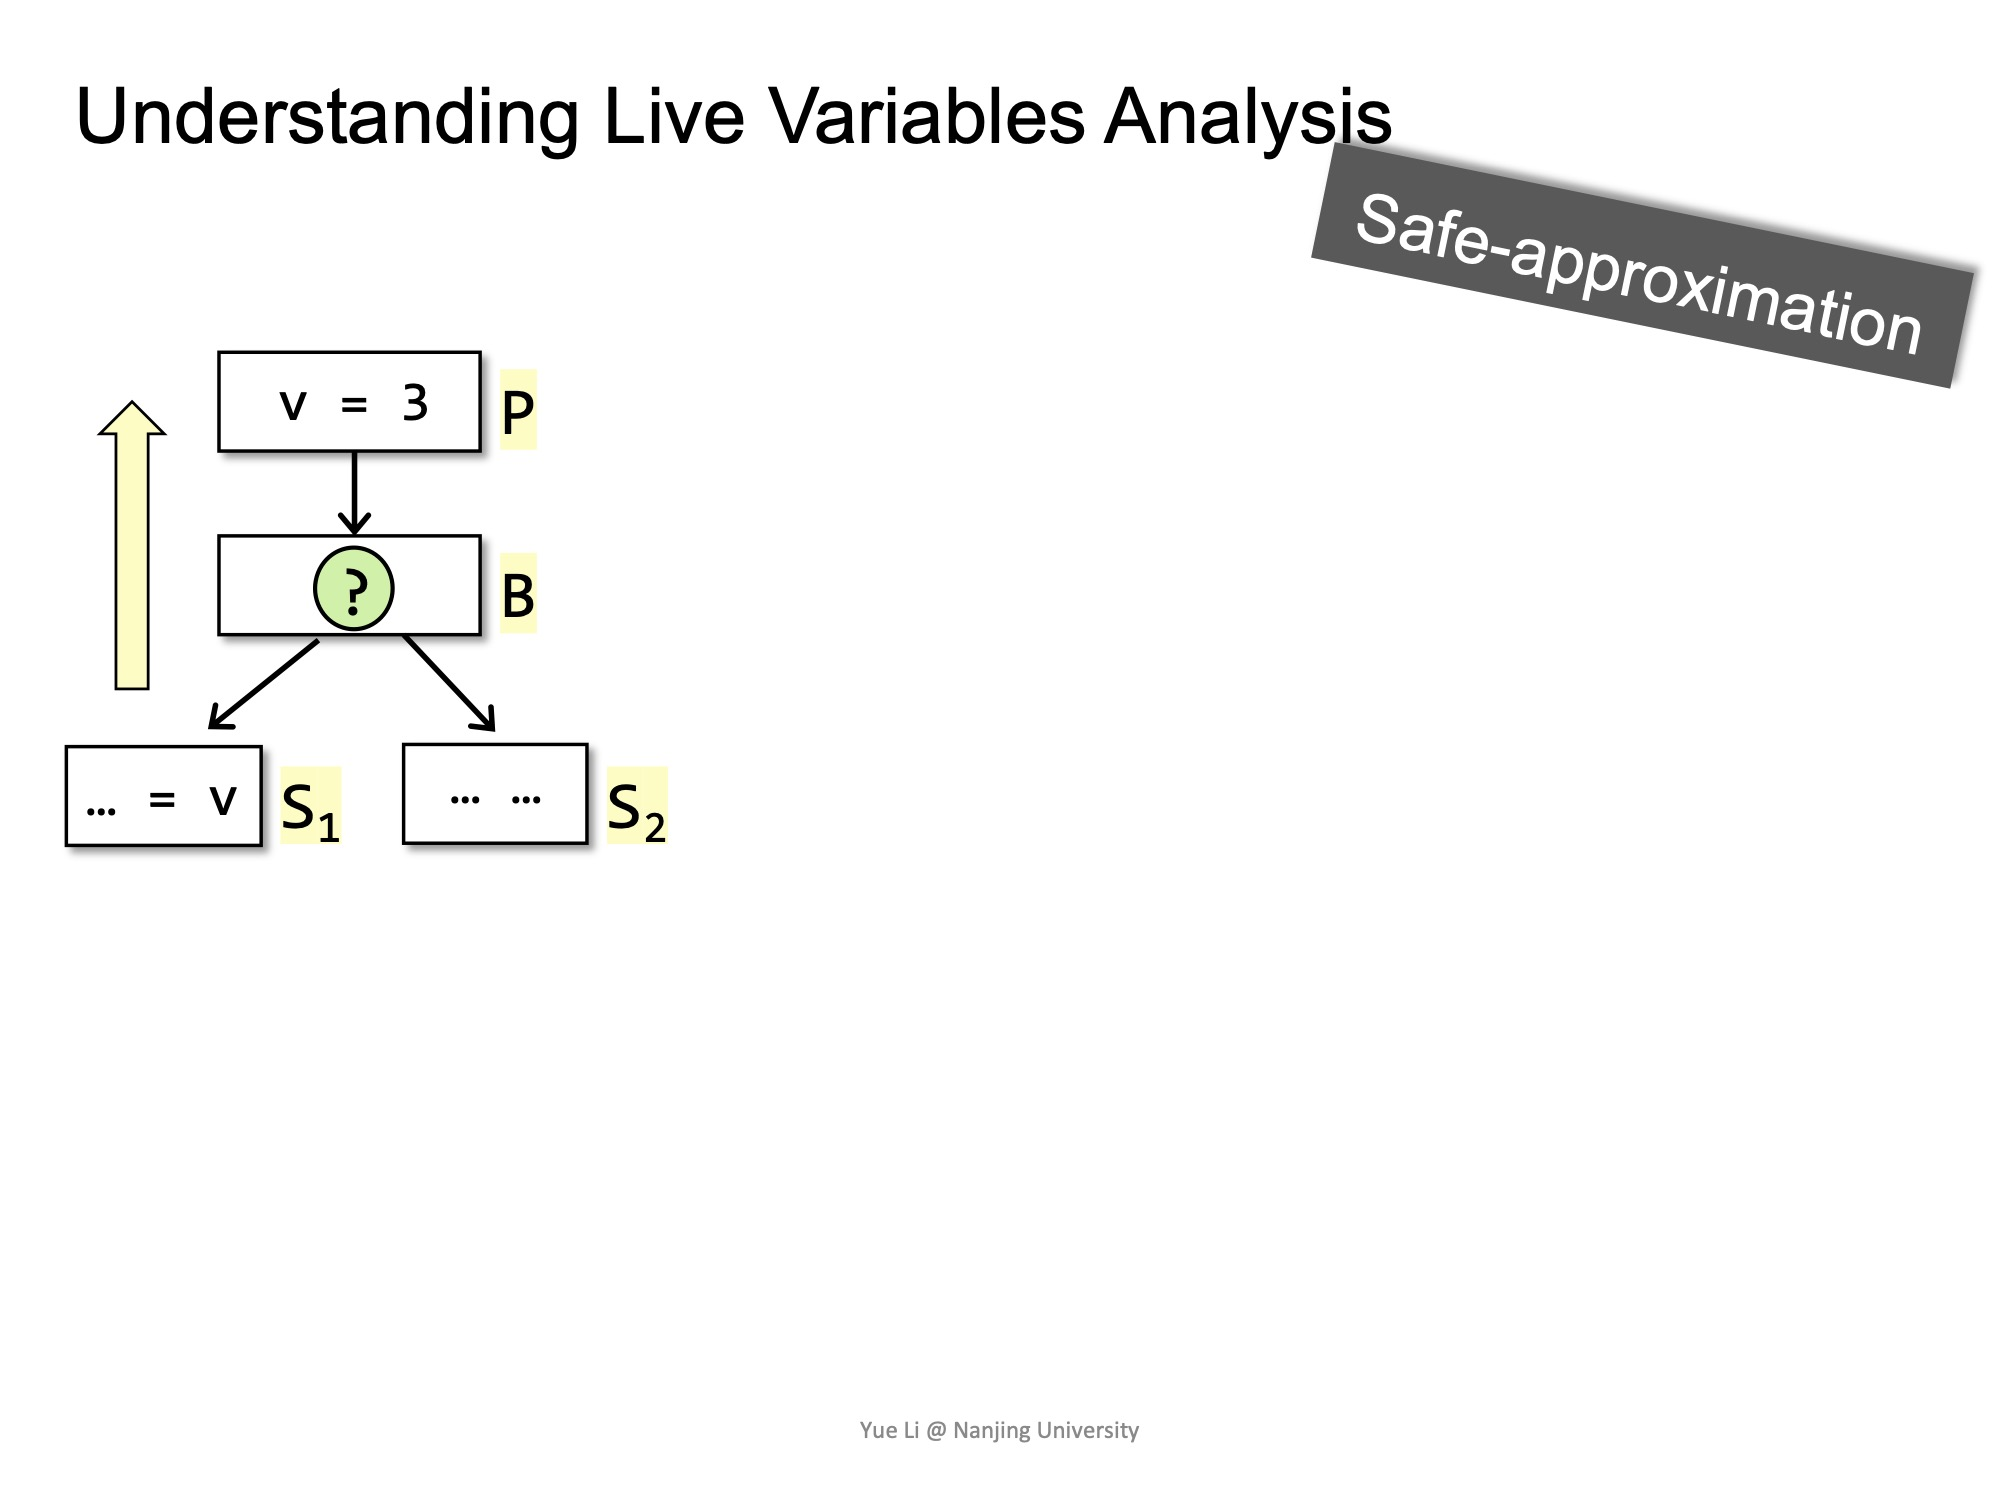 Understanding Live Variables Analysis
Safe-approximation
v = 3
P
?
B
… = v
S₁
… …
S₂
Yue Li @ Nanjing University